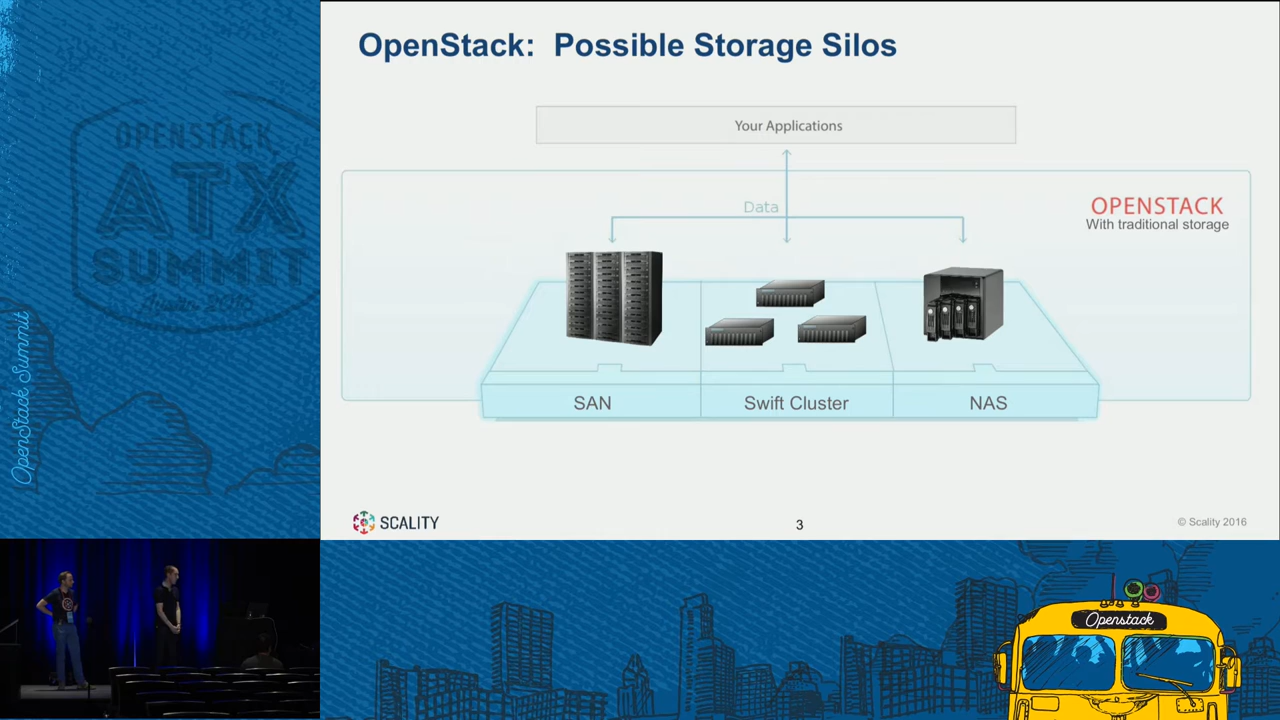 OpenStack: Possible Storage Silos
Your Applications
Data
OPENSTACK
With traditional storage
SAN
Swift Cluster
NAS
SCALITY
3
© Scality 2016
OPENSTACK
ATX
SUMMIT
OpenStack Summit
Openstack